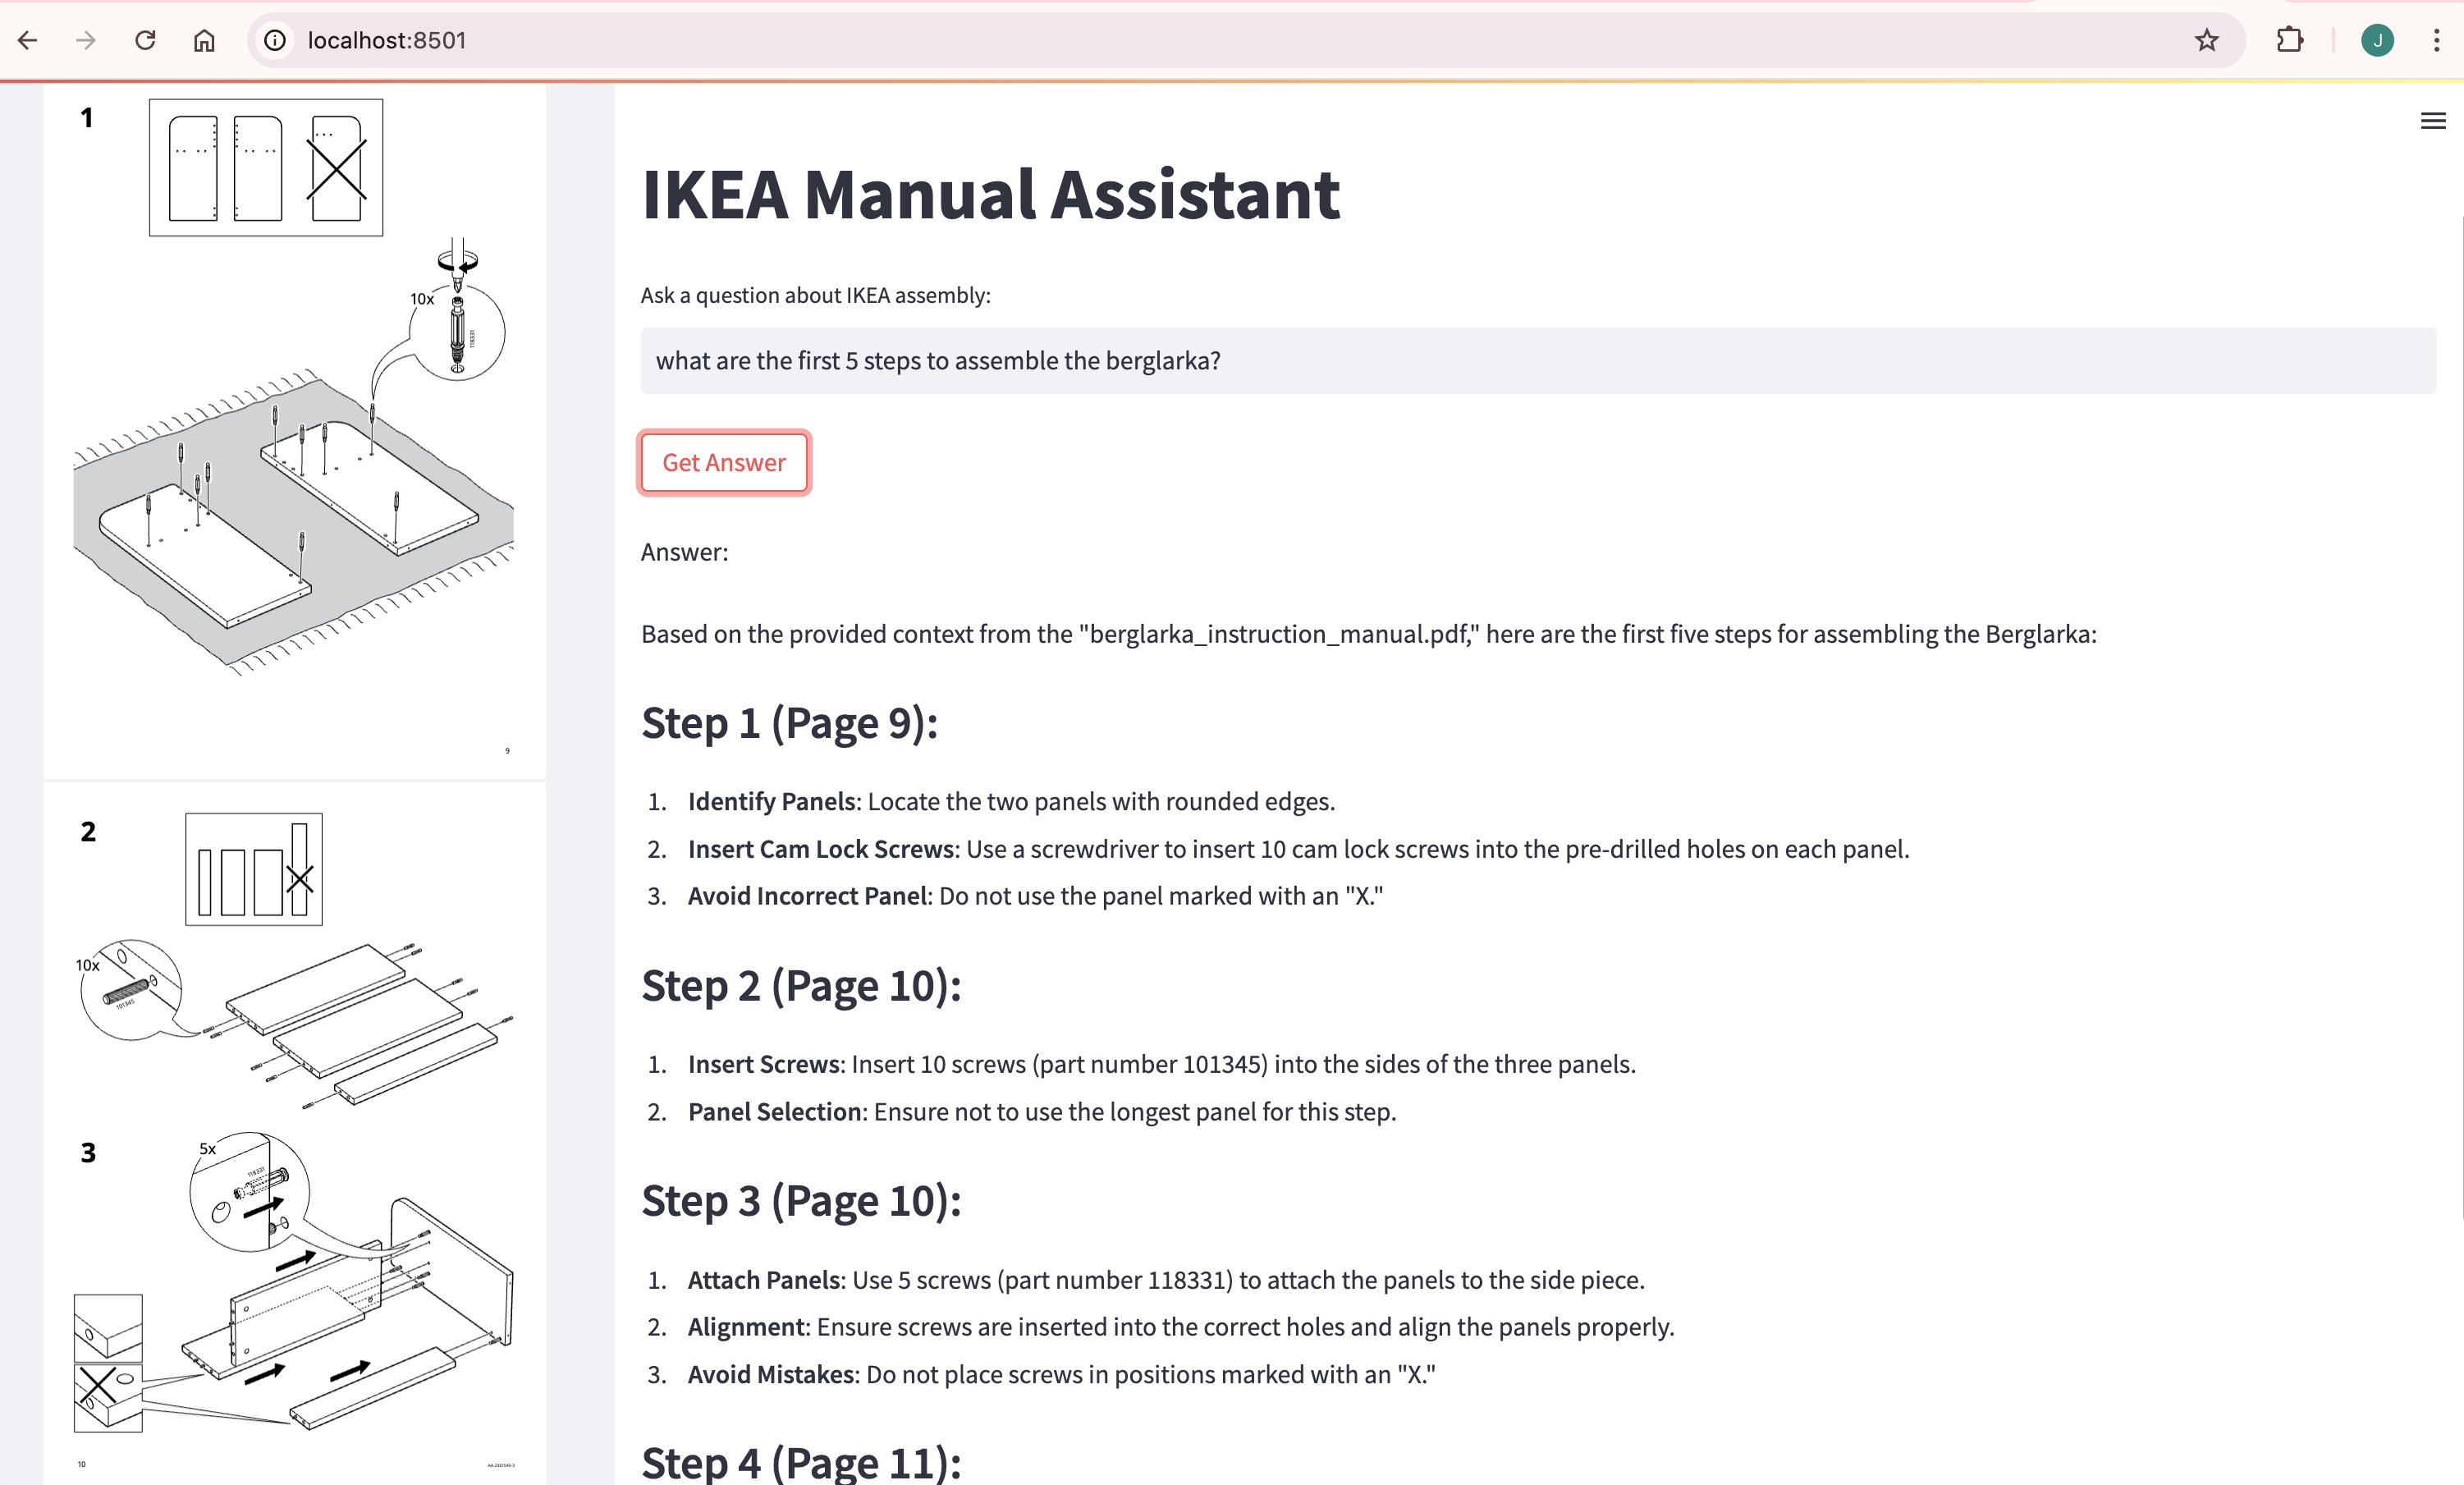 localhost:8501
J
1
10x
118331
9
2
10x
101345
3
5x
118331
10
IKEA Manual Assistant
Ask a question about IKEA assembly:
what are the first 5 steps to assemble the berglarka?
Get Answer
Answer:
Based on the provided context from the "berglarka_instruction_manual.pdf," here are the first five steps for assembling the Berglarka:
Step 1 (Page 9):
1. Identify Panels: Locate the two panels with rounded edges.
2. Insert Cam Lock Screws: Use a screwdriver to insert 10 cam lock screws into the pre-drilled holes on each panel.
3. Avoid Incorrect Panel: Do not use the panel marked with an "X."
Step 2 (Page 10):
1. Insert Screws: Insert 10 screws (part number 101345) into the sides of the three panels.
2. Panel Selection: Ensure not to use the longest panel for this step.
Step 3 (Page 10):
1. Attach Panels: Use 5 screws (part number 118331) to attach the panels to the side piece.
2. Alignment: Ensure screws are inserted into the correct holes and align the panels properly.
3. Avoid Mistakes: Do not place screws in positions marked with an "X."
Step 4 (Page 11):